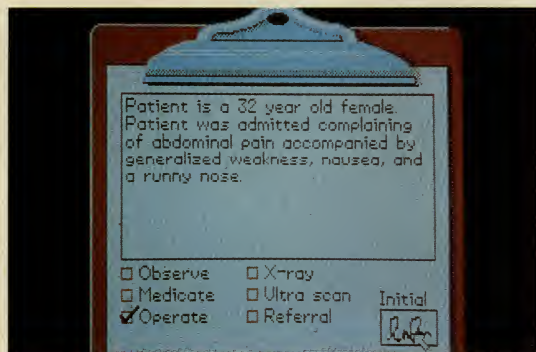 Patient is a 32 year old female.
Patient was admitted complaining
of abdominal pain accompanied by
generalized weakness, nausea, and
a runny nose.
Observe X-ray
Medicate Ultra scan Initial
Operate Referral